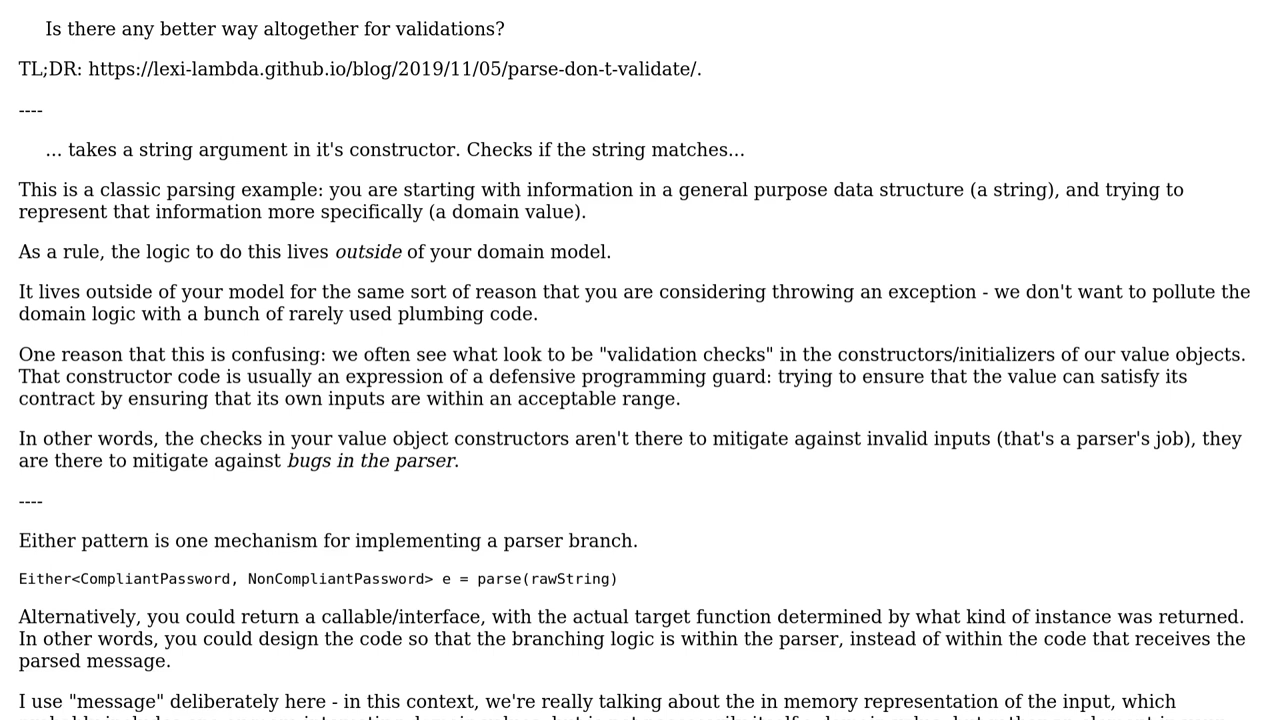 Is there any better way altogether for validations?
TL;DR: https://lexi-lambda.github.io/blog/2019/11/05/parse-don-t-validate/.
----
... takes a string argument in it's constructor. Checks if the string matches...
This is a classic parsing example: you are starting with information in a general purpose data structure (a string), and trying to
represent that information more specifically (a domain value).
As a rule, the logic to do this lives outside of your domain model.
It lives outside of your model for the same sort of reason that you are considering throwing an exception - we don't want to pollute the
domain logic with a bunch of rarely used plumbing code.
One reason that this is confusing: we often see what look to be "validation checks" in the constructors/initializers of our value objects.
That constructor code is usually an expression of a defensive programming guard: trying to ensure that the value can satisfy its
contract by ensuring that its own inputs are within an acceptable range.
In other words, the checks in your value object constructors aren't there to mitigate against invalid inputs (that's a parser's job), they
are there to mitigate against bugs in the parser.
----
Either pattern is one mechanism for implementing a parser branch.
Either<CompliantPassword, NonCompliantPassword> e = parse(rawString)
Alternatively, you could return a callable/interface, with the actual target function determined by what kind of instance was returned.
In other words, you could design the code so that the branching logic is within the parser, instead of within the code that receives the
parsed message.
I use "message" deliberately here - in this context, we're really talking about the in memory representation of the input, which